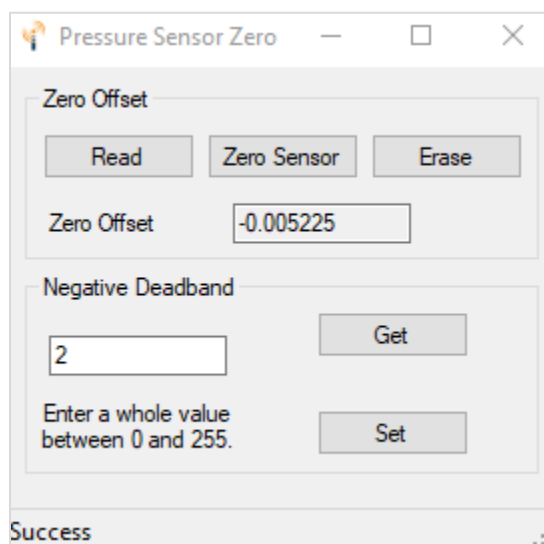 Pressure Sensor Zero
Zero Offset
Read Zero Sensor Erase
Zero Offset -0.005225
Negative Deadband
Get
2
Enter a whole value
between 0 and 255.
Set
Success